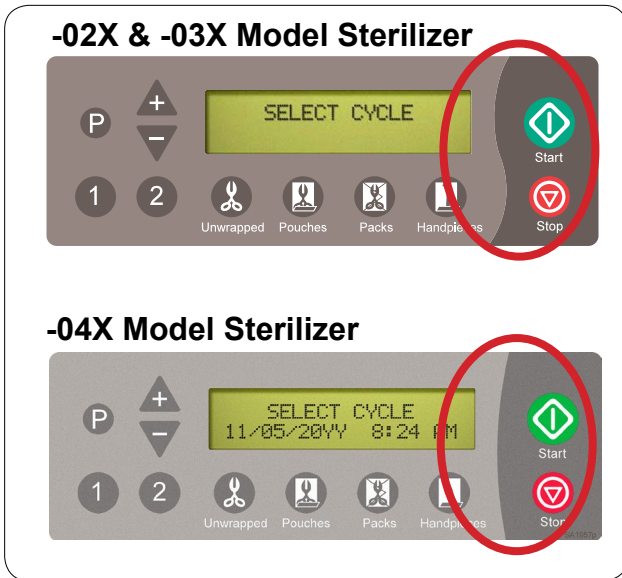 -02X & -03X Model Sterilizer
SELECT CYCLE
P
+
−
Start
1
2
Unwrapped Pouches Packs Handpieces
Stop
-04X Model Sterilizer
SELECT CYCLE
11/05/20YY 8:24 AM
P
+
−
Start
1
2
Unwrapped Pouches Packs Handpieces
Stop